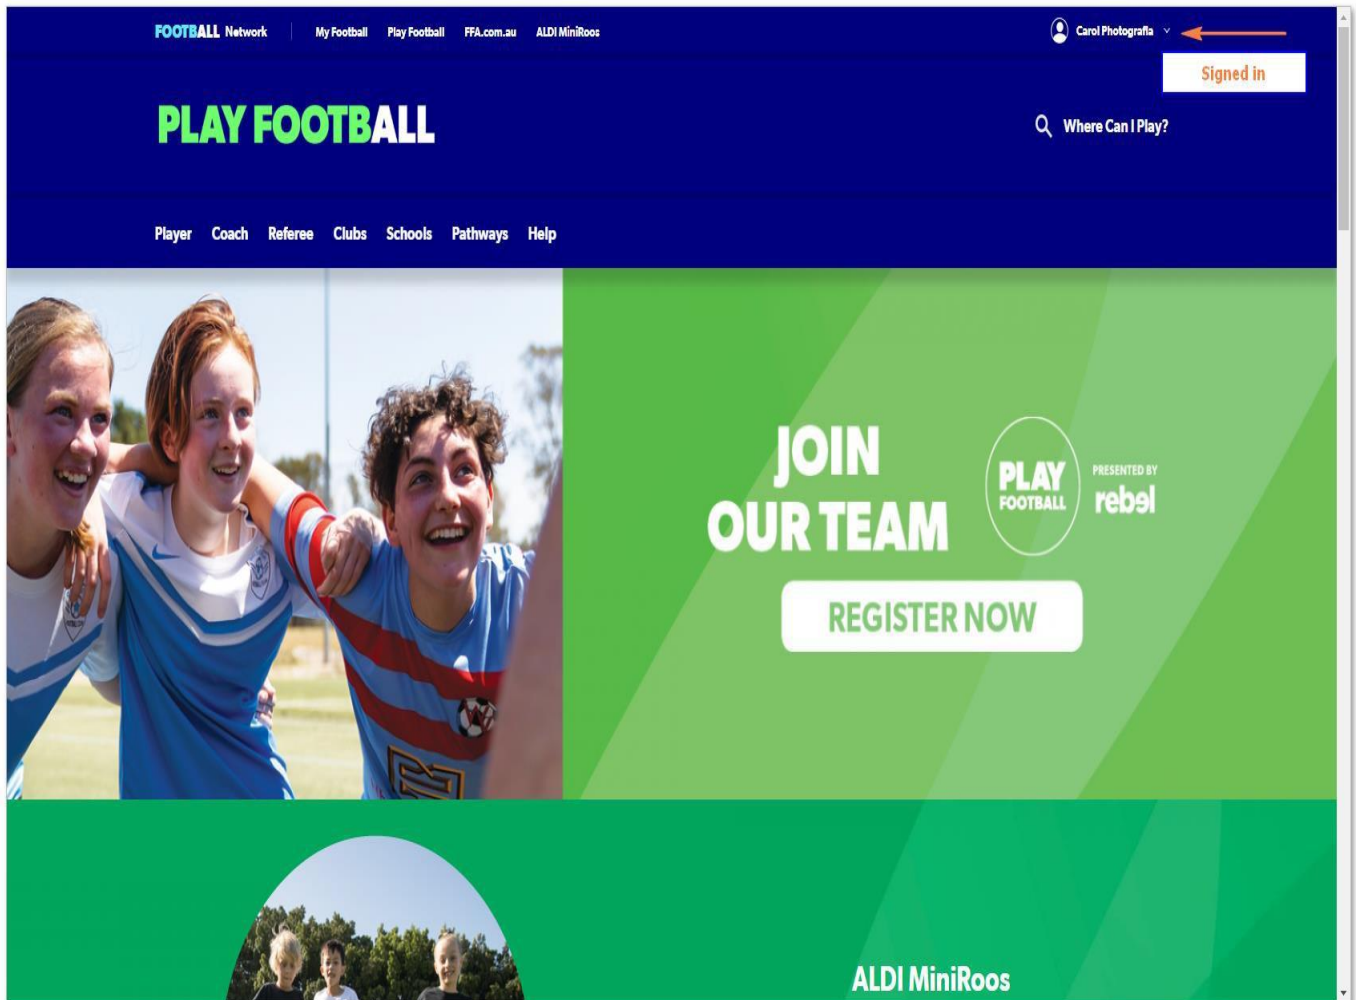 FOOTBALL Network
My Football
Play Football
FFA.com.au
ALDI MiniRoos
Carol Photografia
Signed in
PLAY FOOTBALL
Where Can I Play?
Player
Coach
Referee
Clubs
Schools
Pathways
Help
JOIN
OUR TEAM
PLAY
FOOTBALL
PRESENTED BY
rebel
REGISTER NOW
ALDI MiniRoos